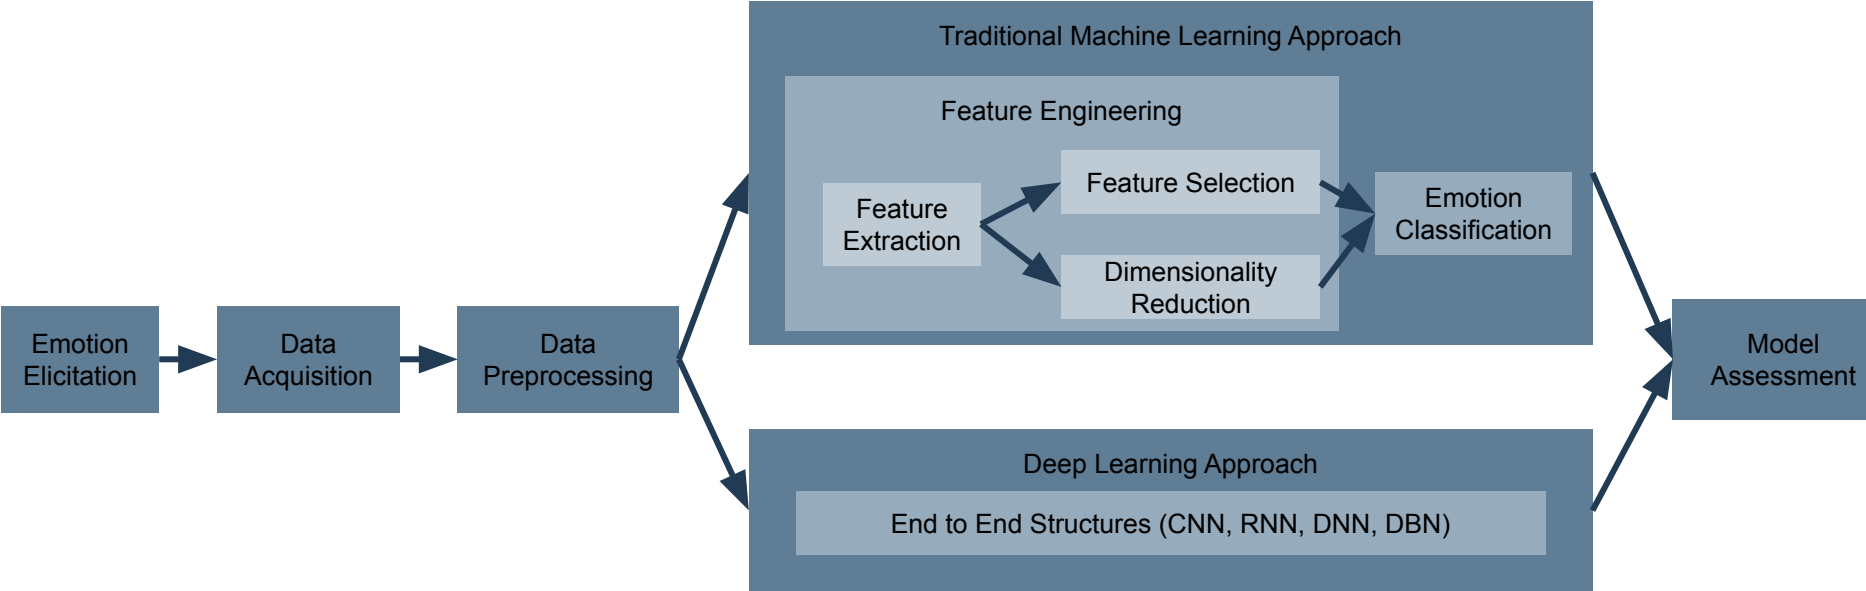 Emotion
Elicitation
Data
Acquisition
Data
Preprocessing
Traditional Machine Learning Approach
Feature Engineering
Feature
Extraction
Feature Selection
Dimensionality
Reduction
Emotion
Classification
Deep Learning Approach
End to End Structures (CNN, RNN, DNN, DBN)
Model
Assessment